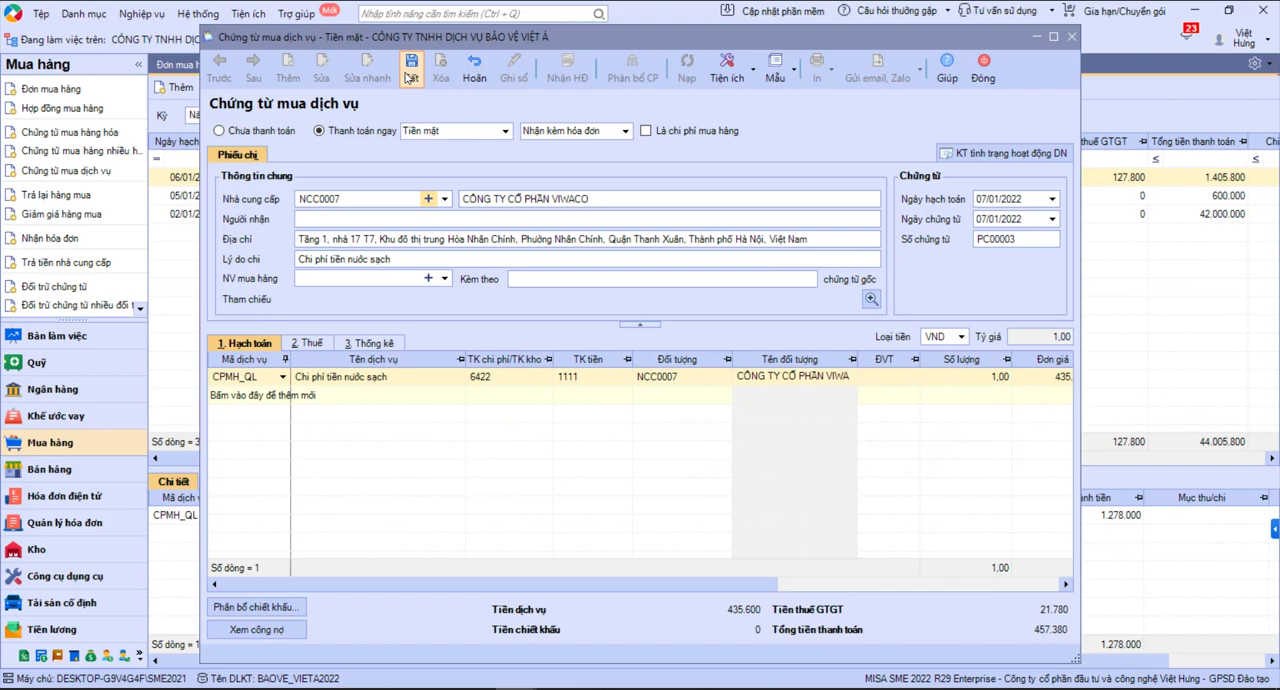 Tệp Danh mục Nghiệp vụ Hệ thống Tiện ích Trợ giúp Mới Nhập tính năng cần tìm kiếm (Ctrl + Q) Cập nhật phần mềm Câu hỏi thường gặp Tư vấn sử dụng Gia hạn/Chuyển gói
Đang làm việc trên: CÔNG TY TNHH
23 Việt Hưng
Mua hàng «
Đơn mua hàng
Hợp đồng mua hàng
Chứng từ mua hàng hóa
Chứng từ mua hàng nhiều h...
Chứng từ mua dịch vụ
Trả lại hàng mua
Giảm giá hàng mua
Nhận hóa đơn
Trả tiền nhà cung cấp
Đối trừ chứng từ
Đối trừ chứng từ nhiều đối t
Bàn làm việc
Quỹ
Ngân hàng
Khế ước vay
Mua hàng
Bán hàng
Hóa đơn điện tử
Quản lý hóa đơn
Kho
Công cụ dụng cụ
Tài sản cố định
Tiền lương
Đơn mua h
Thêm
Kỳ
Ngày hạch
=
06/01/2
05/01/2
02/01/2
Số dòng = 3
Chi tiết
Mã dịch v
CPMH_QL
Số dòng = 1
Chứng từ mua dịch vụ - Tiền mặt - CÔNG TY TNHH DỊCH VỤ BẢO VỆ VIỆT Á
Trước Sau Thêm Sửa Sửa nhanh Cất Xóa Hoãn Ghi sổ Nhận HĐ Phân bổ CP Nạp Tiện ích Mẫu In Gửi email, Zalo Giúp Đóng
Chứng từ mua dịch vụ
Chưa thanh toán Thanh toán ngay Tiền mặt Nhận kèm hóa đơn Là chi phí mua hàng
Phiếu chi KT tình trạng hoạt động DN
Thông tin chung
Nhà cung cấp NCC0007 CÔNG TY CỔ PHẦN VIWACO
Người nhận
Địa chỉ Tầng 1, nhà 17 T7, Khu đô thị trung Hòa Nhân Chính, Phường Nhân Chính, Quận Thanh Xuân, Thành phố Hà Nội, Việt Nam
Lý do chi Chi phí tiền nước sạch
NV mua hàng Kèm theo chứng từ gốc
Tham chiếu
Chứng từ
Ngày hạch toán 07/01/2022
Ngày chứng từ 07/01/2022
Số chứng từ PC00003
Loại tiền VND Tỷ giá 1,00
1. Hạch toán 2. Thuế 3. Thống kê
Mã dịch vụ Tên dịch vụ TK chi phí/TK kho TK tiền Đối tượng Tên đối tượng ĐVT Số lượng Đơn giá
CPMH_QL Chi phí tiền nước sạch 6422 1111 NCC0007 CÔNG TY CỔ PHẦN VIWA 1,00 435.
Bấm vào đây để thêm mới
Số dòng = 1 1,00
Phân bổ chiết khấu... Tiền dịch vụ 435.600 Tiền thuế GTGT 21.780
Xem công nợ Tiền chiết khấu 0 Tổng tiền thanh toán 457.380
thuế GTGT Tổng tiền thanh toán Chi
≤ ≤
127.800 1.405.800
0 600.000
0 42.000.000
127.800 44.005.800
ành tiền Mục thu/chi
1.278.000
1.278.000
Máy chủ: DESKTOP-G9V4G4F\SME2021 Tên DLKT: BAOVE_VIETA2022 MISA SME 2022 R29 Enterprise - Công ty cổ phần đầu tư và công nghệ Việt Hưng - GPSD Đào tạo